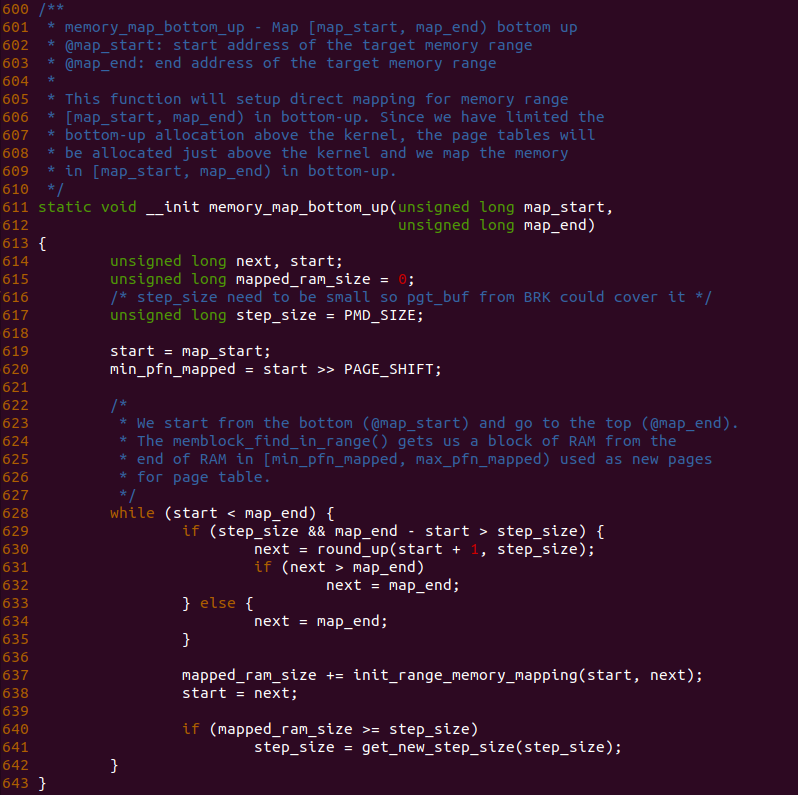 600 /**
601  * memory_map_bottom_up - Map [map_start, map_end) bottom up
602  * @map_start: start address of the target memory range
603  * @map_end: end address of the target memory range
604  *
605  * This function will setup direct mapping for memory range
606  * [map_start, map_end) in bottom-up. Since we have limited the
607  * bottom-up allocation above the kernel, the page tables will
608  * be allocated just above the kernel and we map the memory
609  * in [map_start, map_end) in bottom-up.
610  */
611 static void __init memory_map_bottom_up(unsigned long map_start,
612                                         unsigned long map_end)
613 {
614         unsigned long next, start;
615         unsigned long mapped_ram_size = 0;
616         /* step_size need to be small so pgt_buf from BRK could cover it */
617         unsigned long step_size = PMD_SIZE;
618
619         start = map_start;
620         min_pfn_mapped = start >> PAGE_SHIFT;
621
622         /*
623          * We start from the bottom (@map_start) and go to the top (@map_end).
624          * The memblock_find_in_range() gets us a block of RAM from the
625          * end of RAM in [min_pfn_mapped, max_pfn_mapped) used as new pages
626          * for page table.
627          */
628         while (start < map_end) {
629                 if (step_size && map_end - start > step_size) {
630                         next = round_up(start + 1, step_size);
631                         if (next > map_end)
632                                 next = map_end;
633                 } else {
634                         next = map_end;
635                 }
636
637                 mapped_ram_size += init_range_memory_mapping(start, next);
638                 start = next;
639
640                 if (mapped_ram_size >= step_size)
641                         step_size = get_new_step_size(step_size);
642         }
643 }